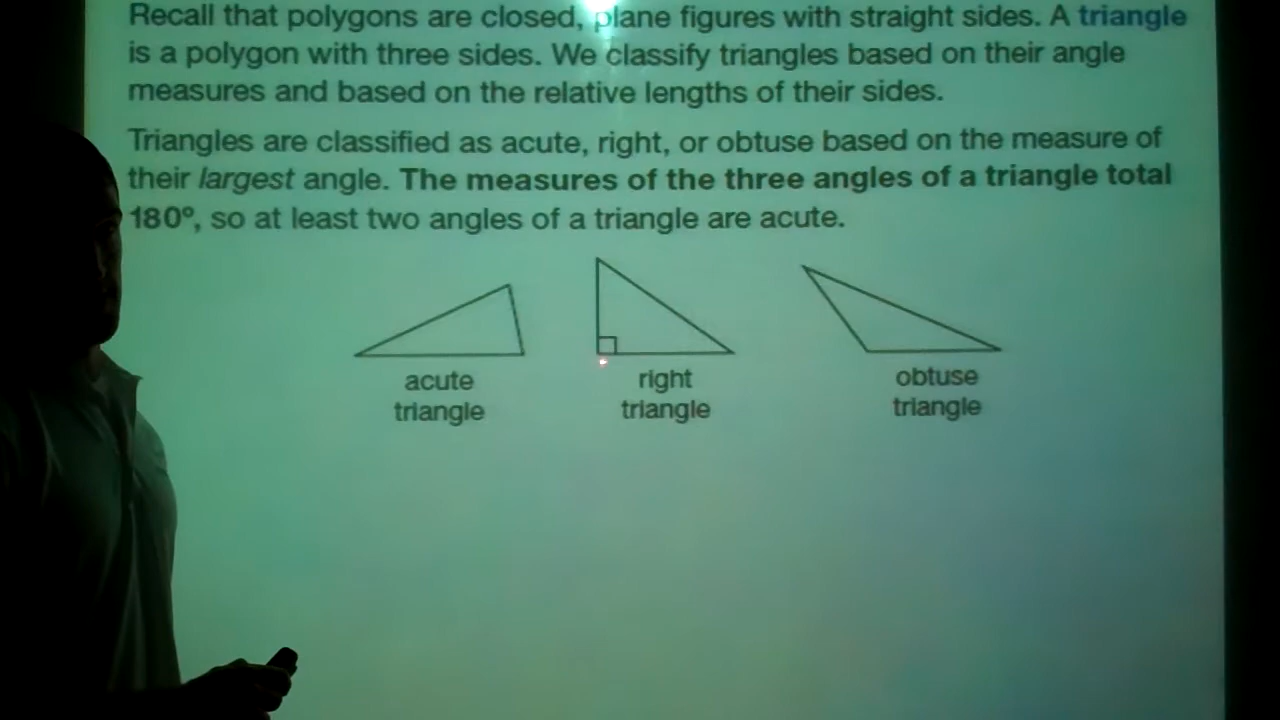 Recall that polygons are closed, plane figures with straight sides. A triangle
is a polygon with three sides. We classify triangles based on their angle
measures and based on the relative lengths of their sides.
Triangles are classified as acute, right, or obtuse based on the measure of
their largest angle. The measures of the three angles of a triangle total
180º, so at least two angles of a triangle are acute.
acute
triangle
right
triangle
obtuse
triangle